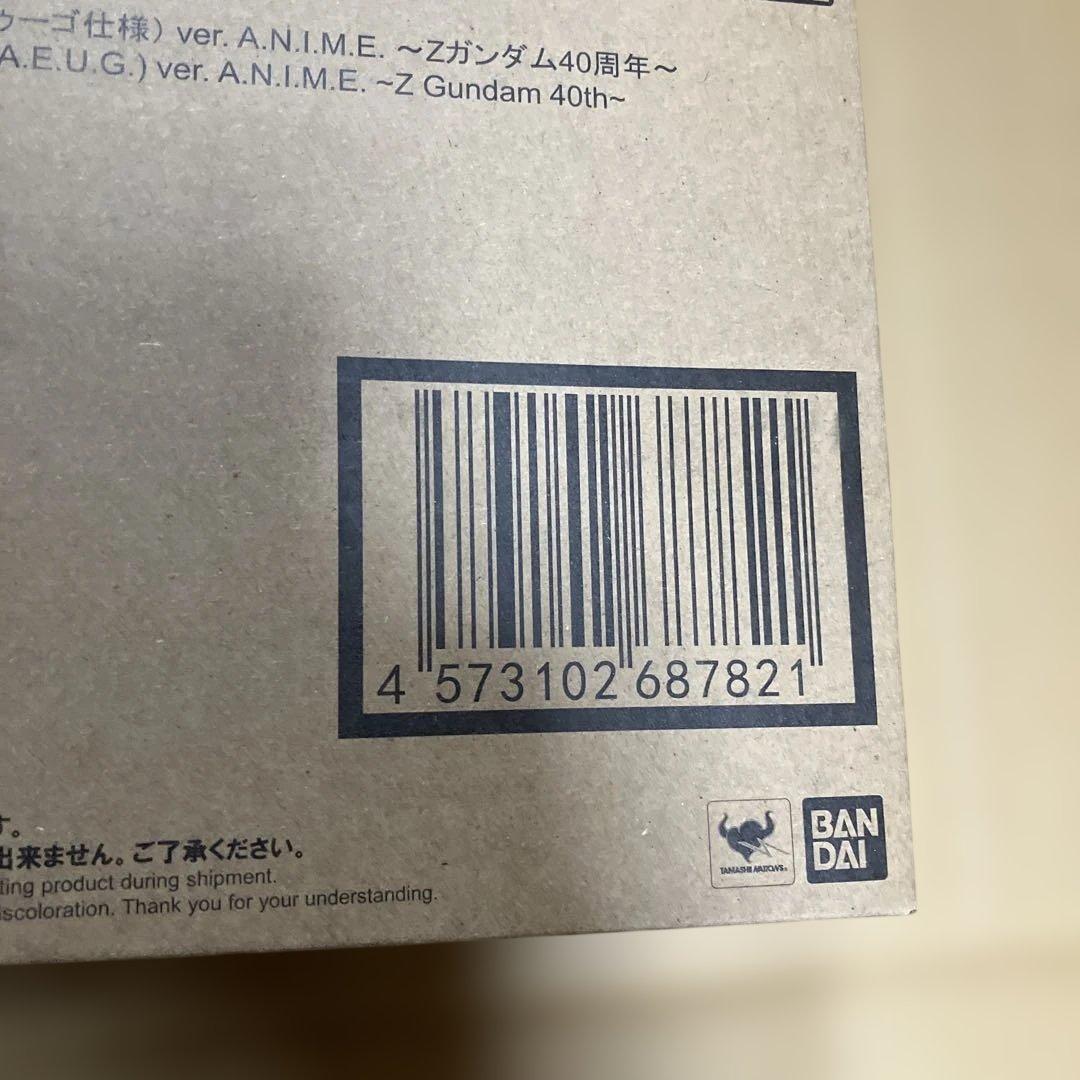 ゥーゴ仕様) ver. A.N.I.M.E. ～Zガンダム40周年～
A.E.U.G.) ver. A.N.I.M.E. ~Z Gundam 40th~
4 573102 687821
す。
出来ません。ご了承ください。
ting product during shipment.
iscoloration. Thank you for your understanding.
TAMASHII NATIONS
BAN
DAI